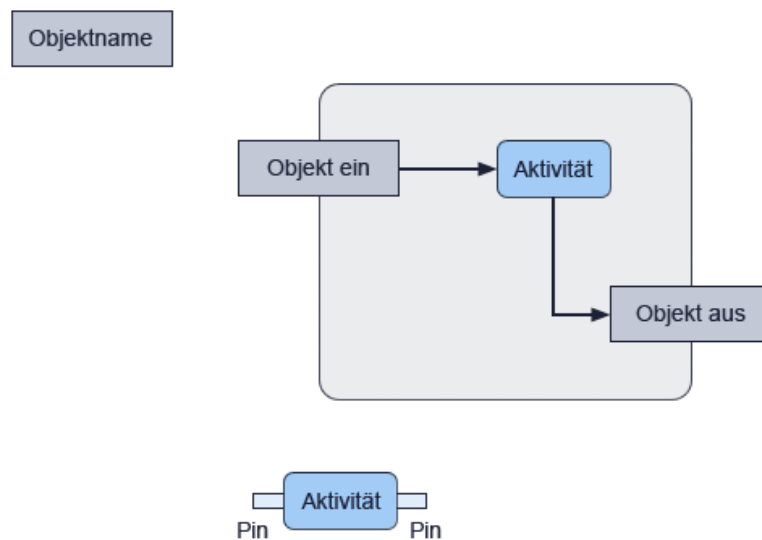 Objektname
Objekt ein
Aktivität
Objekt aus
Aktivität
Pin
Pin